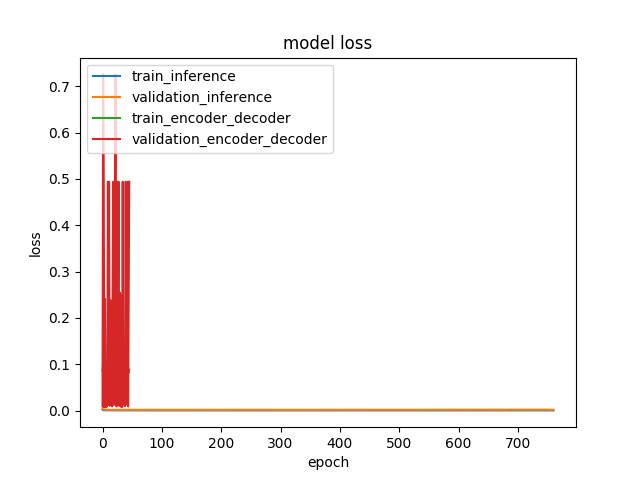 model loss
train_inference
validation_inference
train_encoder_decoder
validation_encoder_decoder
0.7
0.6
0.5
0.4
0.3
0.2
0.1
0.0
loss
0 100 200 300 400 500 600 700
epoch